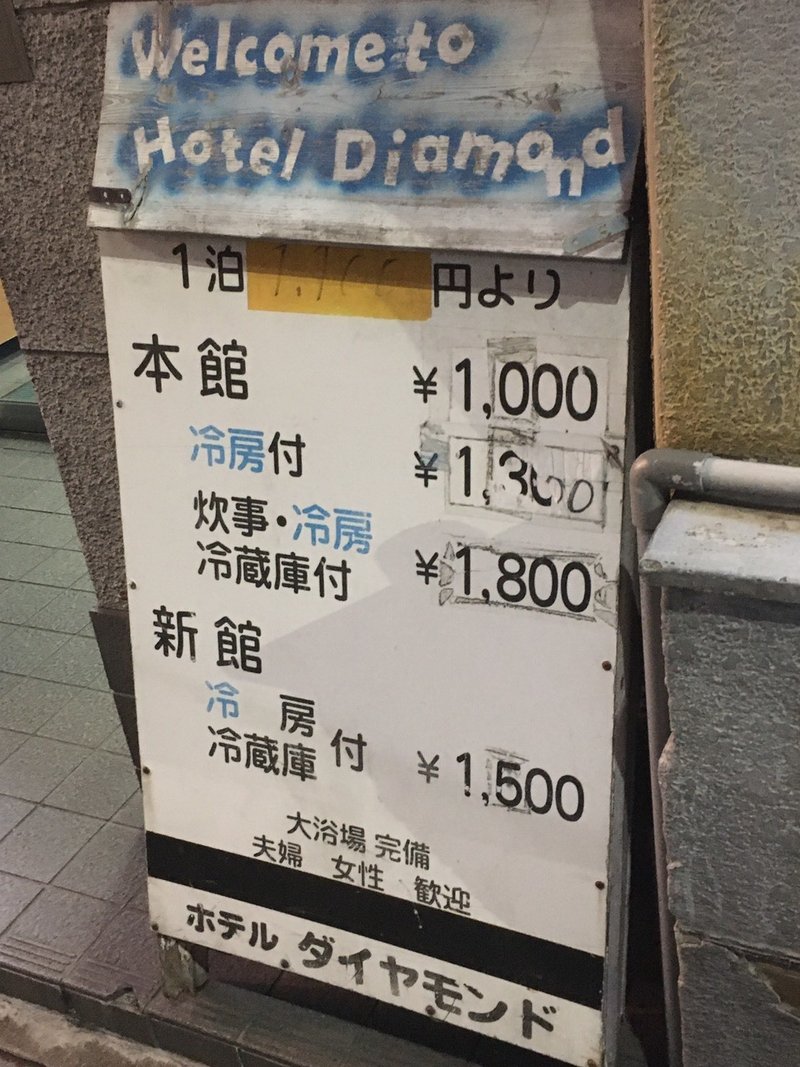 Welcome to
Hotel Diamond
1泊 1,100 円より
本館 ¥1,000
冷房付 ¥1,300
炊事・冷房
冷蔵庫付 ¥1,800
新館
冷房
冷蔵庫付 ¥1,500
大浴場 完備
夫婦 女性 歓迎
ホテル ダイヤモンド